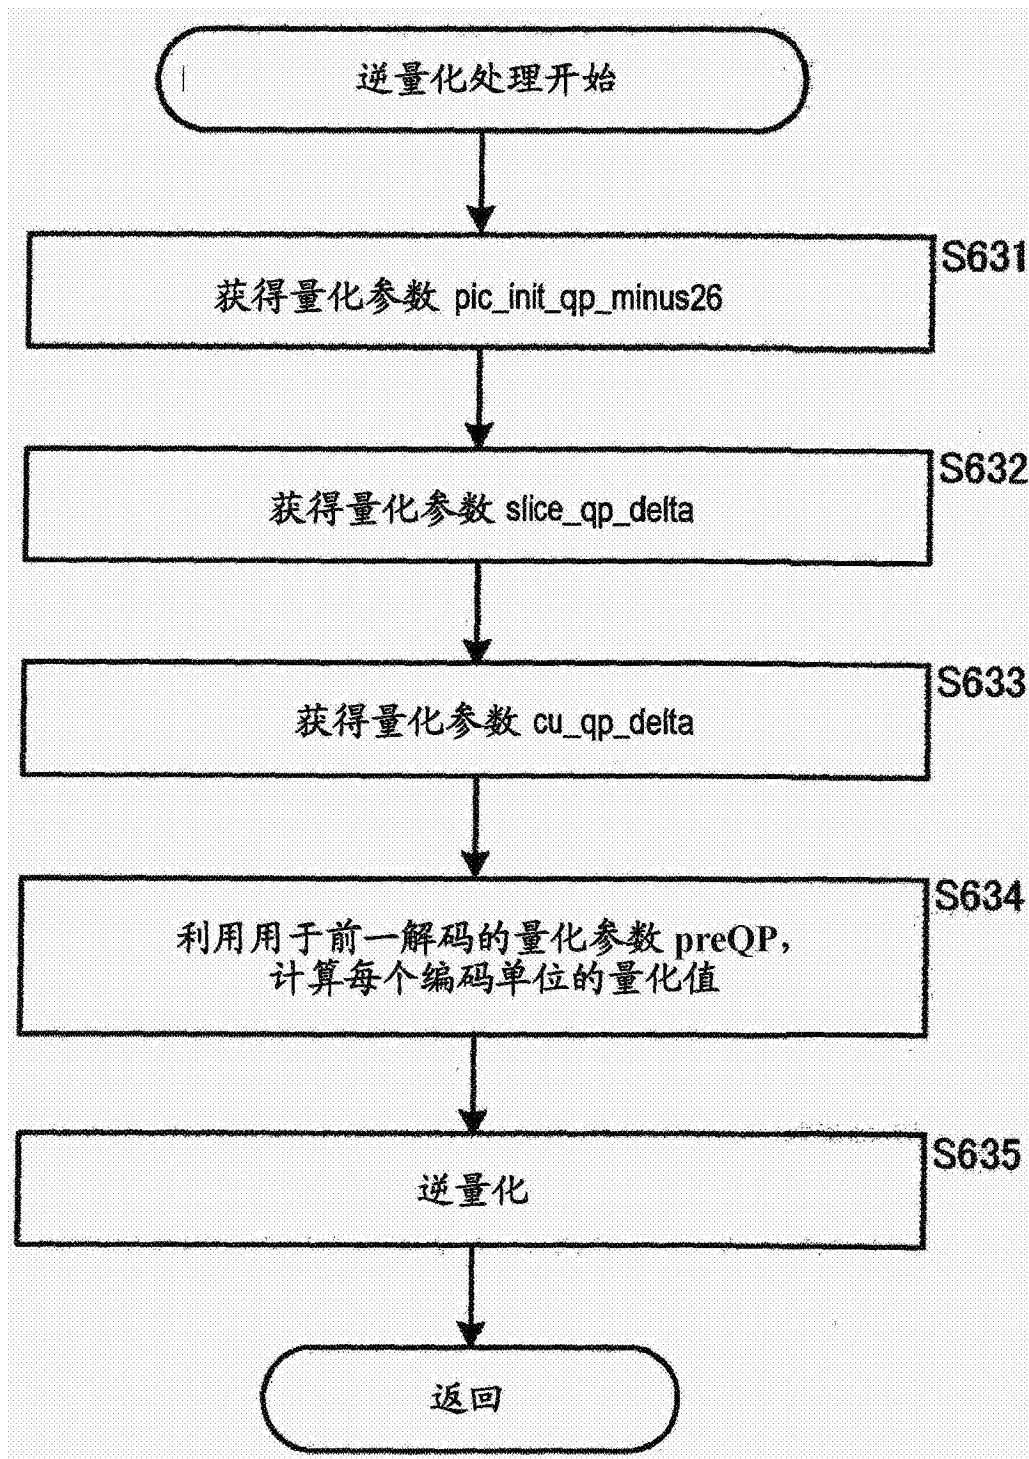 逆量化处理开始
S631
获得量化参数 pic_init_qp_minus26
S632
获得量化参数 slice_qp_delta
S633
获得量化参数 cu_qp_delta
S634
利用用于前一解码的量化参数 preQP,
计算每个编码单位的量化值
S635
逆量化
返回